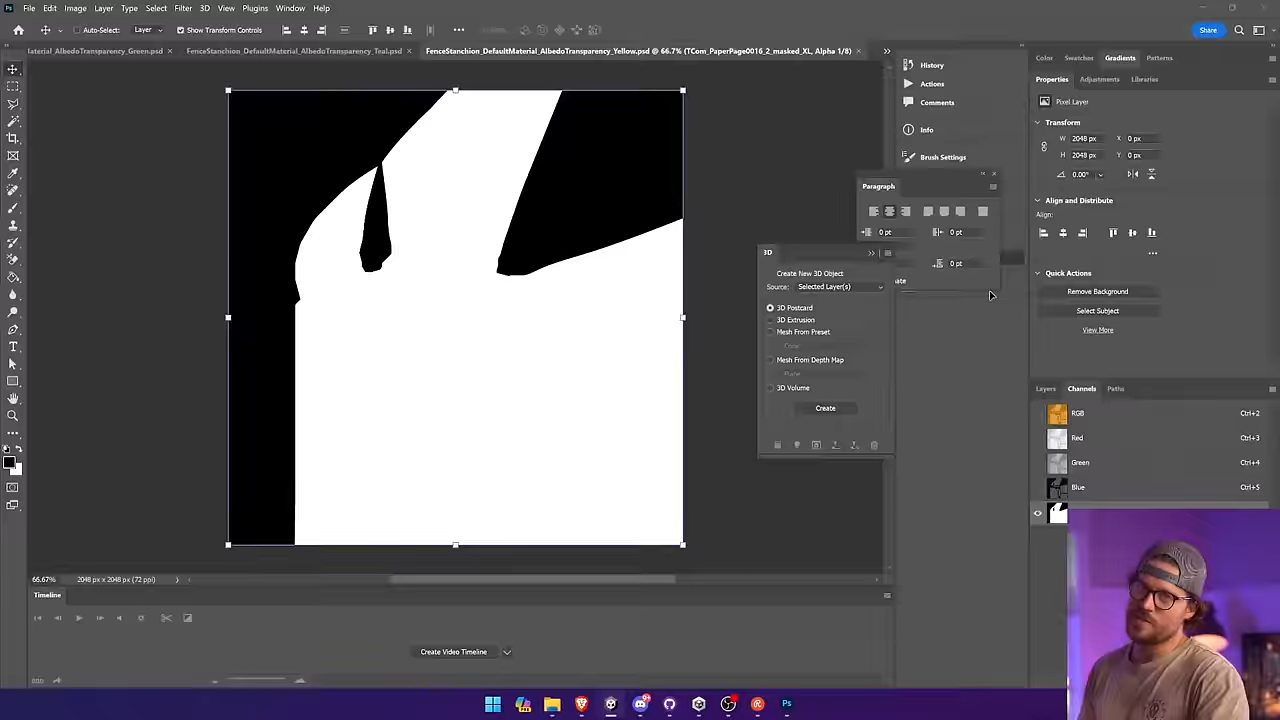 Ps File Edit Image Layer Type Select Filter 3D View Plugins Window Help
Auto-Select: Layer Show Transform Controls ••• Share
aterial_AlbedoTransparency_Green.psd × FenceStanchion_DefaultMaterial_AlbedoTransparency_Teal.psd × FenceStanchion_DefaultMaterial_AlbedoTransparency_Yellow.psd @ 66.7% (TCom_PaperPage0016_2_masked_XL, Alpha 1/8) ×
History
Actions
Comments
Info
Brush Settings
Paragraph
0 pt 0 pt
0 pt
ate
3D
Create New 3D Object
Source: Selected Layer(s)
3D Postcard
3D Extrusion
Mesh From Preset
Cone
Mesh From Depth Map
Plane
3D Volume
Create
Color Swatches Gradients Patterns
Properties Adjustments Libraries
Pixel Layer
Transform
W 2048 px X 0 px
H 2048 px Y 0 px
0.00°
Align and Distribute
Align:
•••
Quick Actions
Remove Background
Select Subject
View More
Layers Channels Paths
RGB Ctrl+2
Red Ctrl+3
Green Ctrl+4
Blue Ctrl+5
66.67% 2048 px x 2048 px (72 ppi)
Timeline
Create Video Timeline
Ps